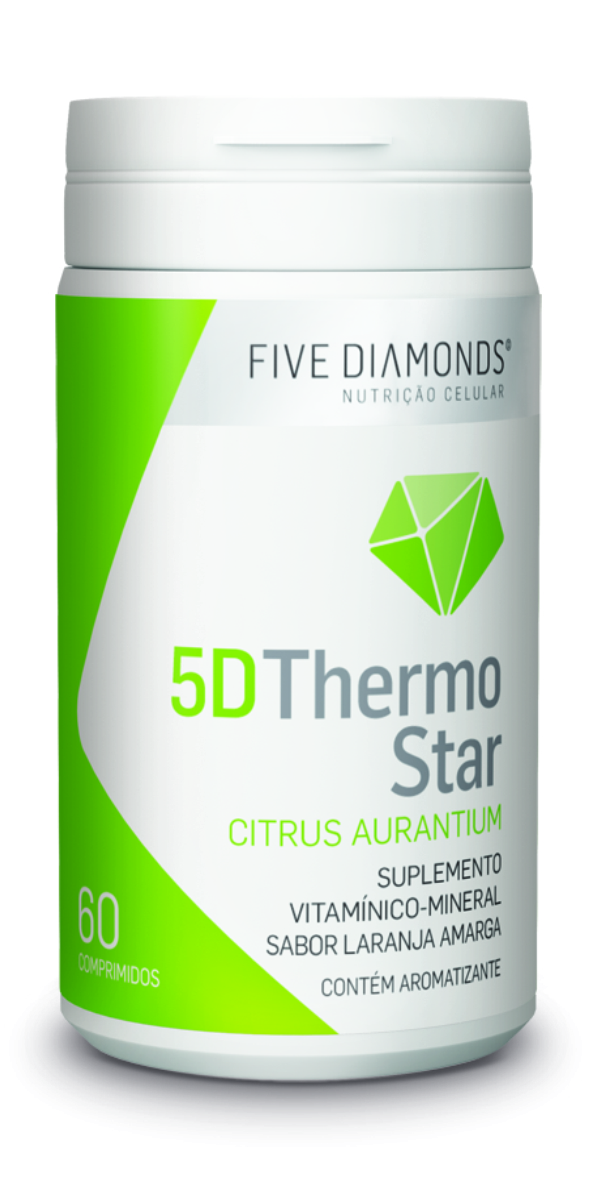 FIVE DIAMONDS®
NUTRIÇÃO CELULAR
5D Thermo
Star
CITRUS AURANTIUM
SUPLEMENTO
VITAMÍNICO-MINERAL
SABOR LARANJA AMARGA
CONTÉM AROMATIZANTE
60
COMPRIMIDOS